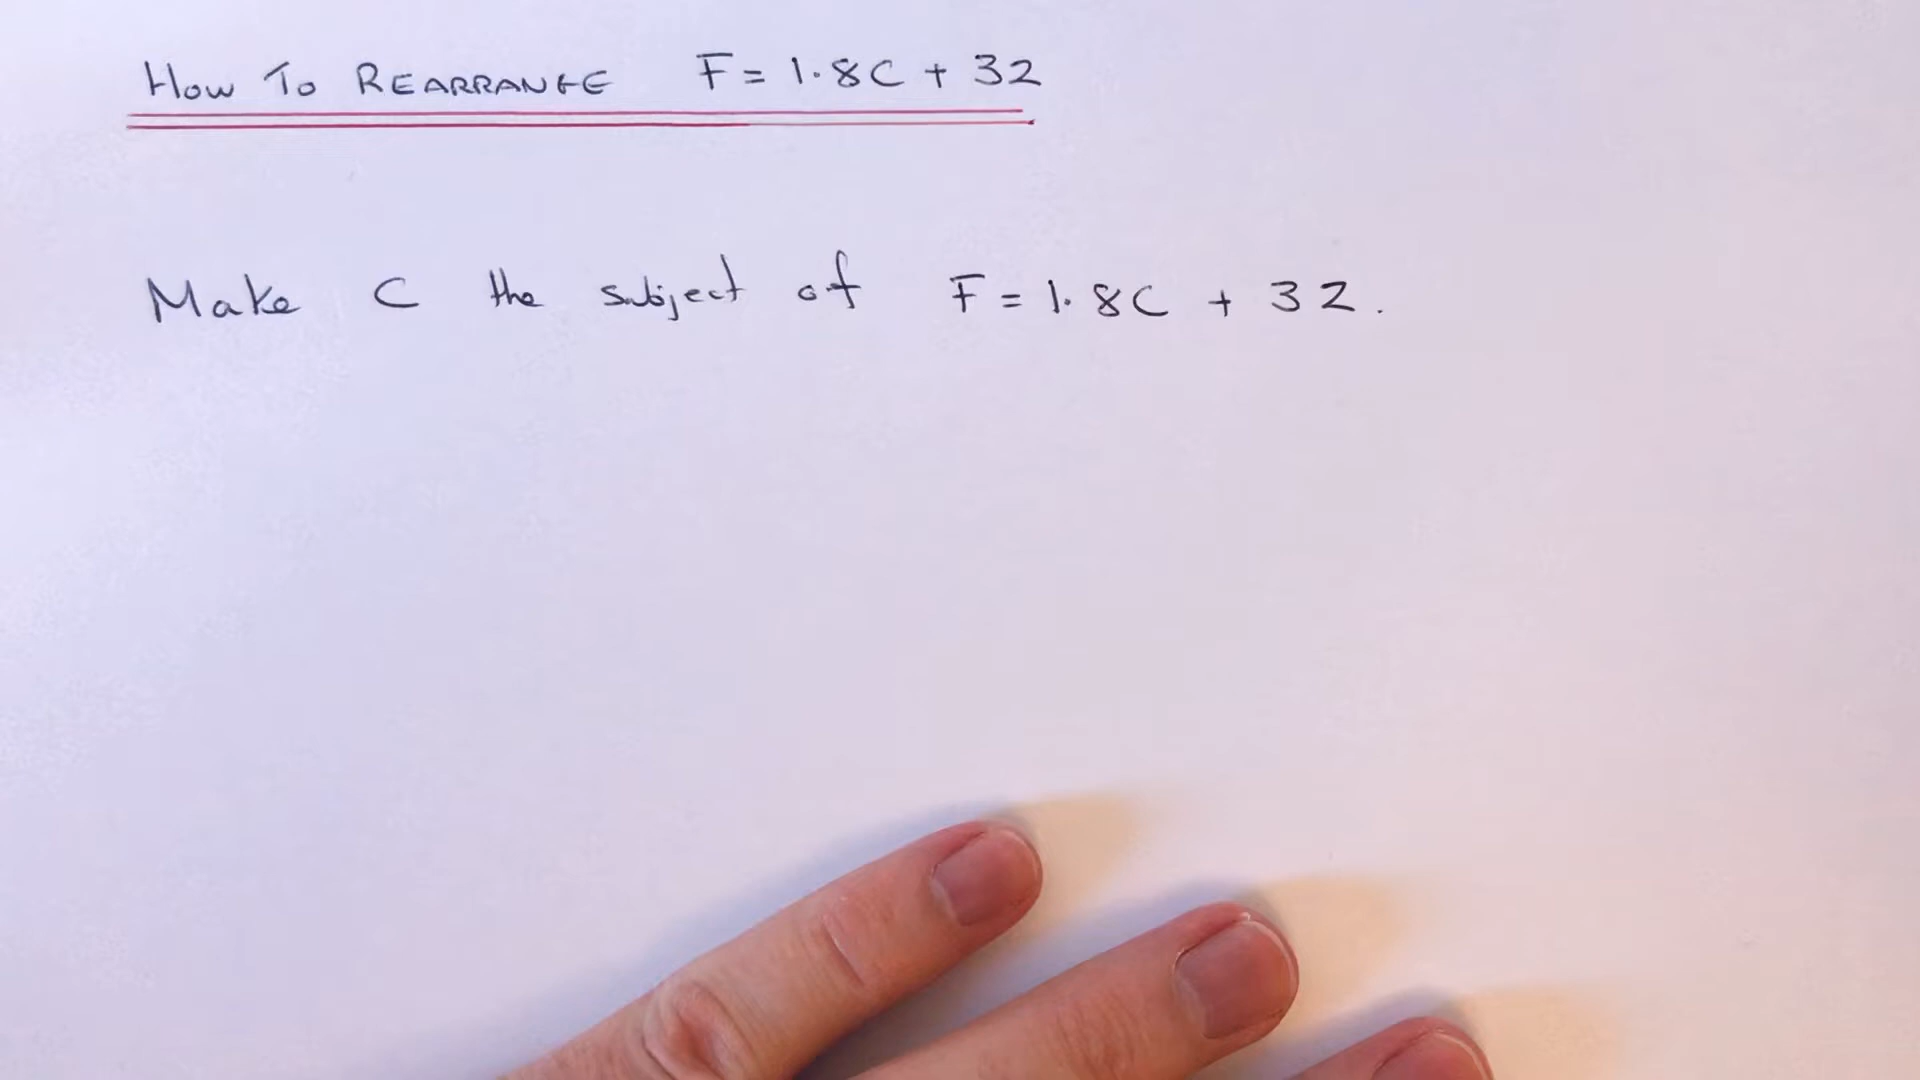 HOW TO REARRANGE F = 1.8C + 32
Make C the subject of F = 1.8C + 32.